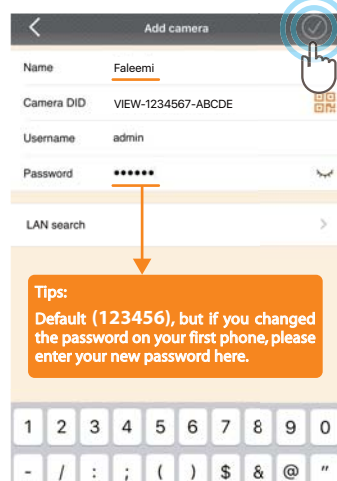 Add camera
Name Faleemi
Camera DID VIEW-1234567-ABCDE
Username admin
Password ••••••
LAN search
Tips:
Default (123456), but if you changed
the password on your first phone, please
enter your new password here.
1 2 3 4 5 6 7 8 9 0
- / : ; ( ) $ & @ "